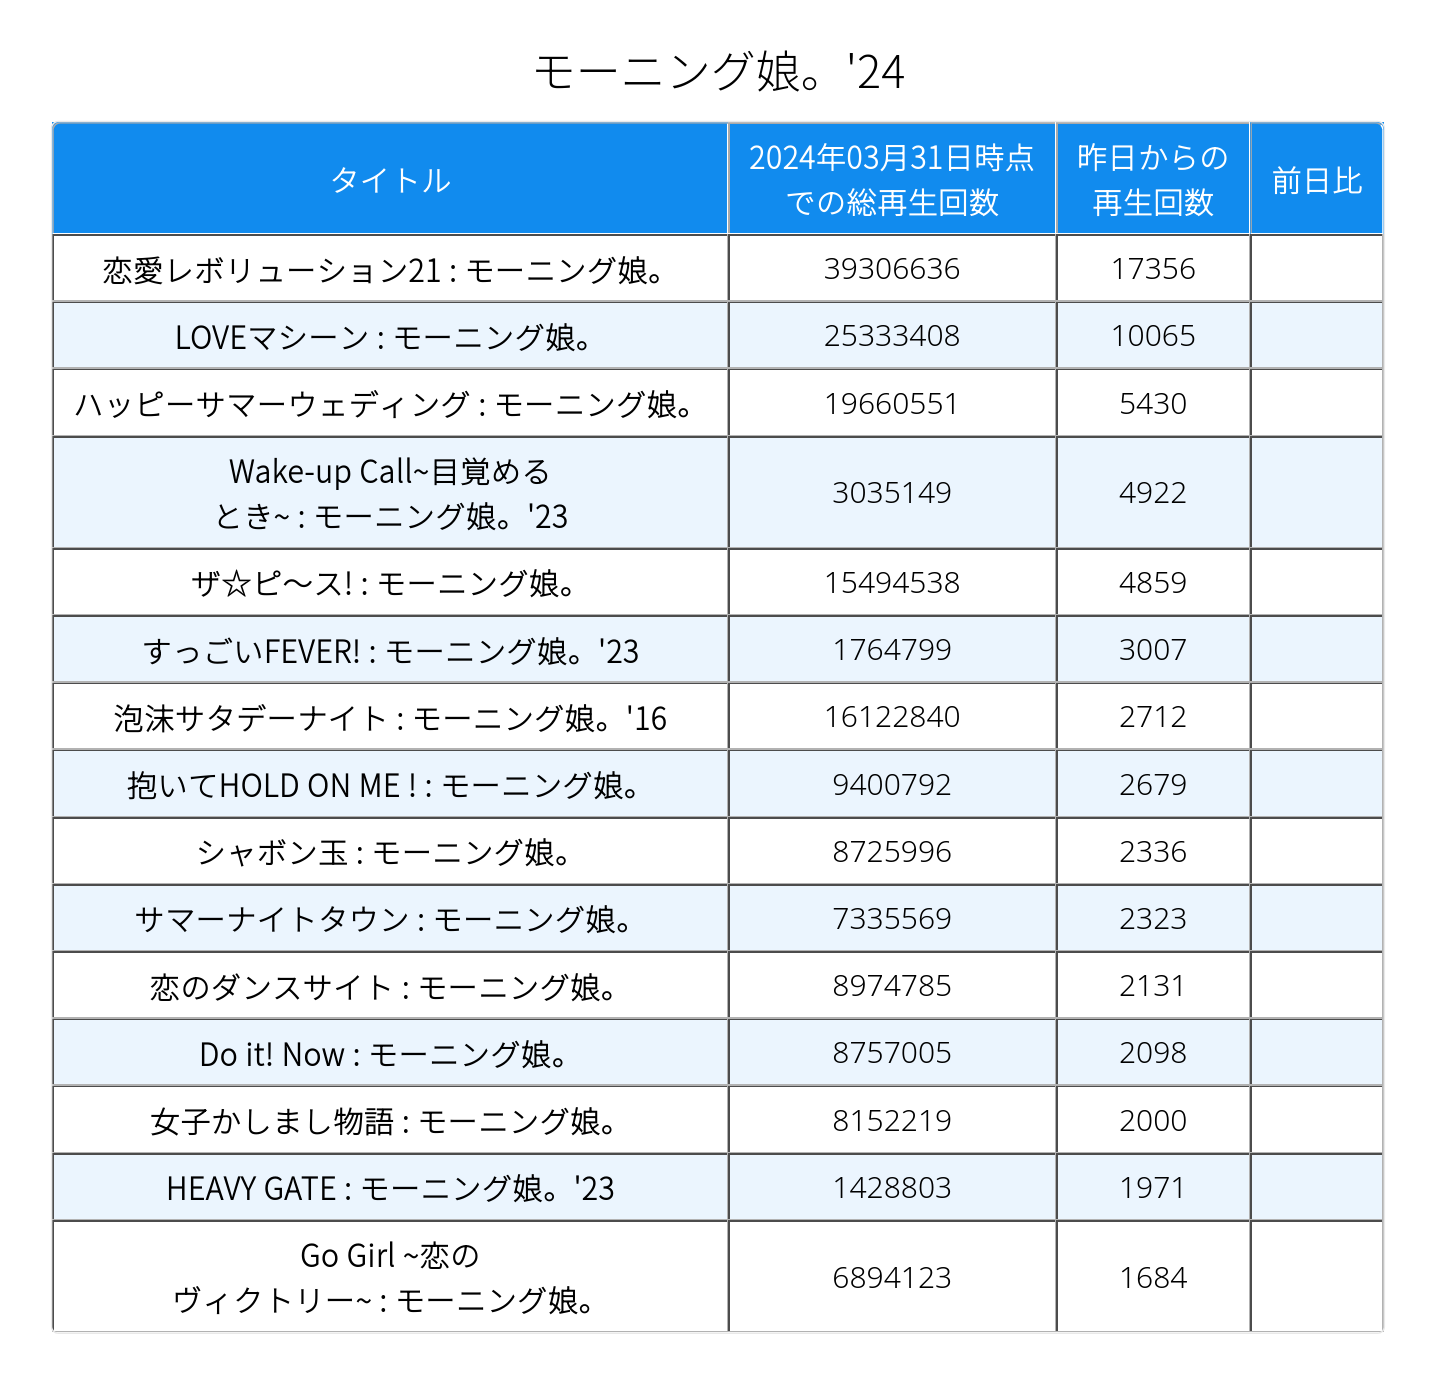 モーニング娘。'24
タイトル
2024年03月31日時点
での総再生回数
昨日からの
再生回数
前日比
恋愛レボリューション21 : モーニング娘。 39306636 17356
LOVEマシーン : モーニング娘。 25333408 10065
ハッピーサマーウェディング : モーニング娘。 19660551 5430
Wake-up Call~目覚める
とき~ : モーニング娘。'23 3035149 4922
ザ☆ピ～ス! : モーニング娘。 15494538 4859
すっごいFEVER! : モーニング娘。'23 1764799 3007
泡沫サタデーナイト : モーニング娘。'16 16122840 2712
抱いてHOLD ON ME ! : モーニング娘。 9400792 2679
シャボン玉 : モーニング娘。 8725996 2336
サマーナイトタウン : モーニング娘。 7335569 2323
恋のダンスサイト : モーニング娘。 8974785 2131
Do it! Now : モーニング娘。 8757005 2098
女子かしまし物語 : モーニング娘。 8152219 2000
HEAVY GATE : モーニング娘。'23 1428803 1971
Go Girl ~恋の
ヴィクトリー~ : モーニング娘。 6894123 1684